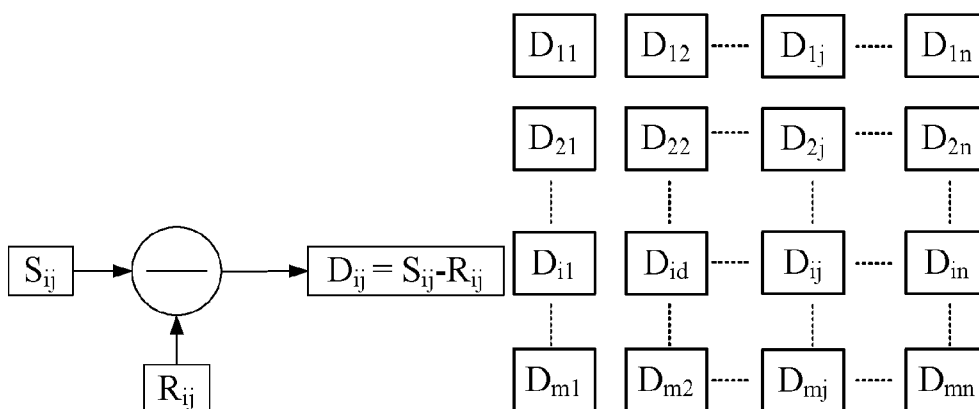 D11 D12 D1j D1n
D21 D22 D2j D2n
Sij Dij = Sij-Rij Di1 Did Dij Din
Rij Dm1 Dm2 Dmj Dmn